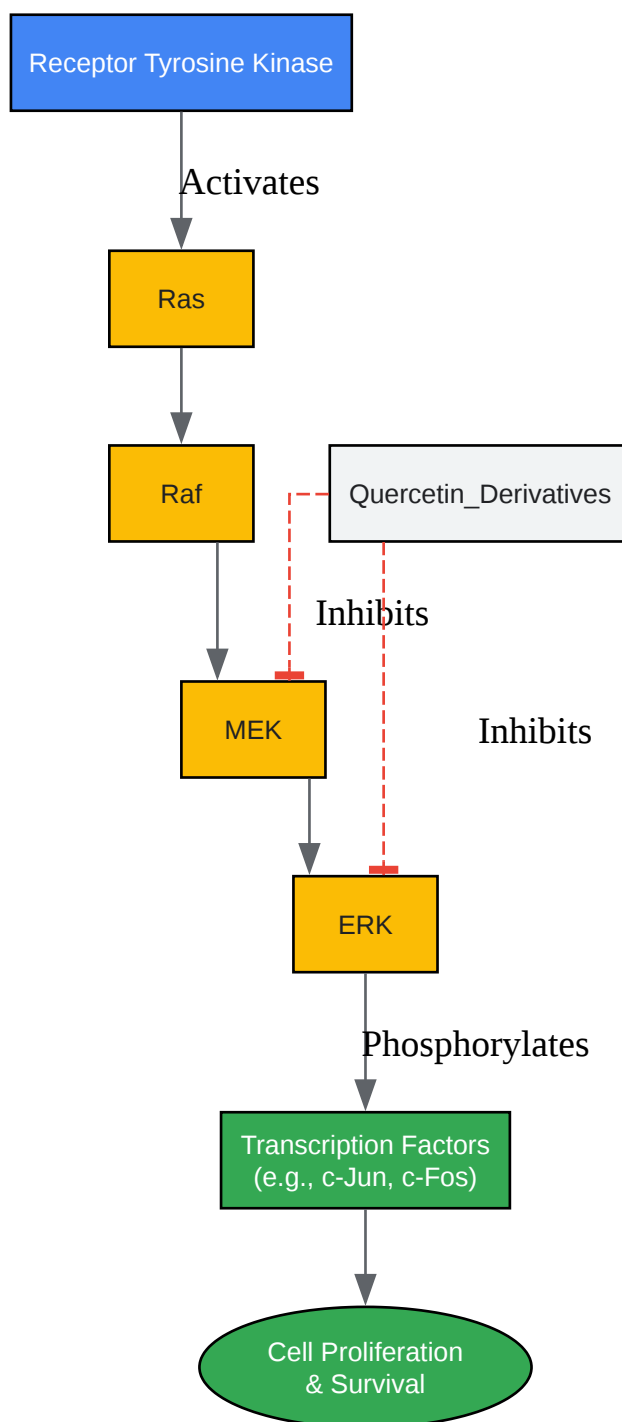 Receptor Tyrosine Kinase
Activates
Ras
Raf
Quercetin_Derivatives
Inhibits
MEK
Inhibits
ERK
Phosphorylates
Transcription Factors
(e.g., c-Jun, c-Fos)
Cell Proliferation
& Survival